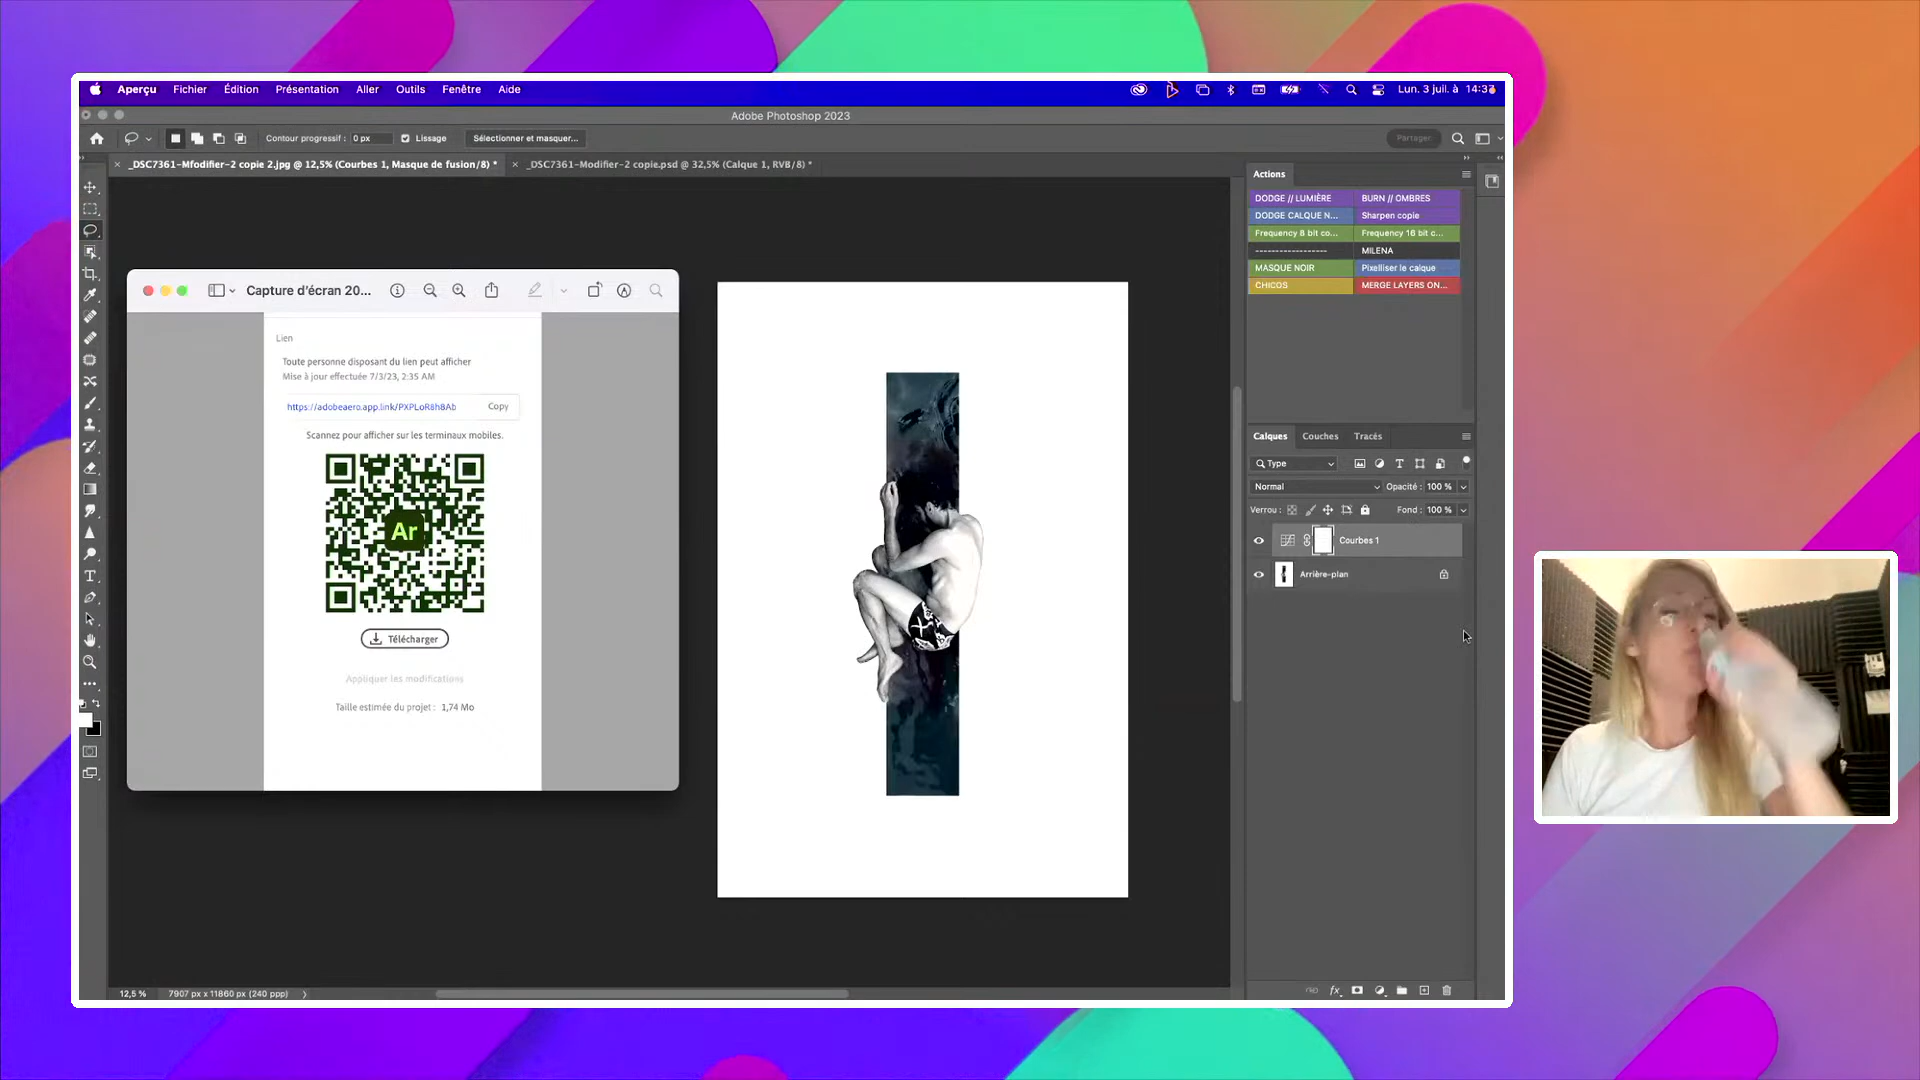 Aperçu Fichier Édition Présentation Aller Outils Fenêtre Aide
Lun. 3 juil. à 14:3
Adobe Photoshop 2023
Contour progressif : 0 px Lissage Sélectionner et masquer... Partager
_DSC7361-Mfodifier-2 copie 2.jpg @ 12,5% (Courbes 1, Masque de fusion/8) *
_DSC7361-Modifier-2 copie.psd @ 32,5% (Calque 1, RVB/8) *
Capture d'écran 20...
Lien
Toute personne disposant du lien peut afficher
Mise à jour effectuée 7/3/23, 2:35 AM
https://adobeaero.app.link/PXPLoR8h8Ab Copy
Scannez pour afficher sur les terminaux mobiles.
Ar
Télécharger
Appliquer les modifications
Taille estimée du projet : 1,74 Mo
Actions
DODGE // LUMIÈRE BURN // OMBRES
DODGE CALQUE N... Sharpen copie
Frequency 8 bit co... Frequency 16 bit c...
------------------ MILENA
MASQUE NOIR Pixelliser le calque
CHICOS MERGE LAYERS ON...
Calques Couches Tracés
Type
Normal Opacité : 100 %
Verrou : Fond : 100 %
Courbes 1
Arrière-plan
12,5 % 7907 px x 11860 px (240 ppp)